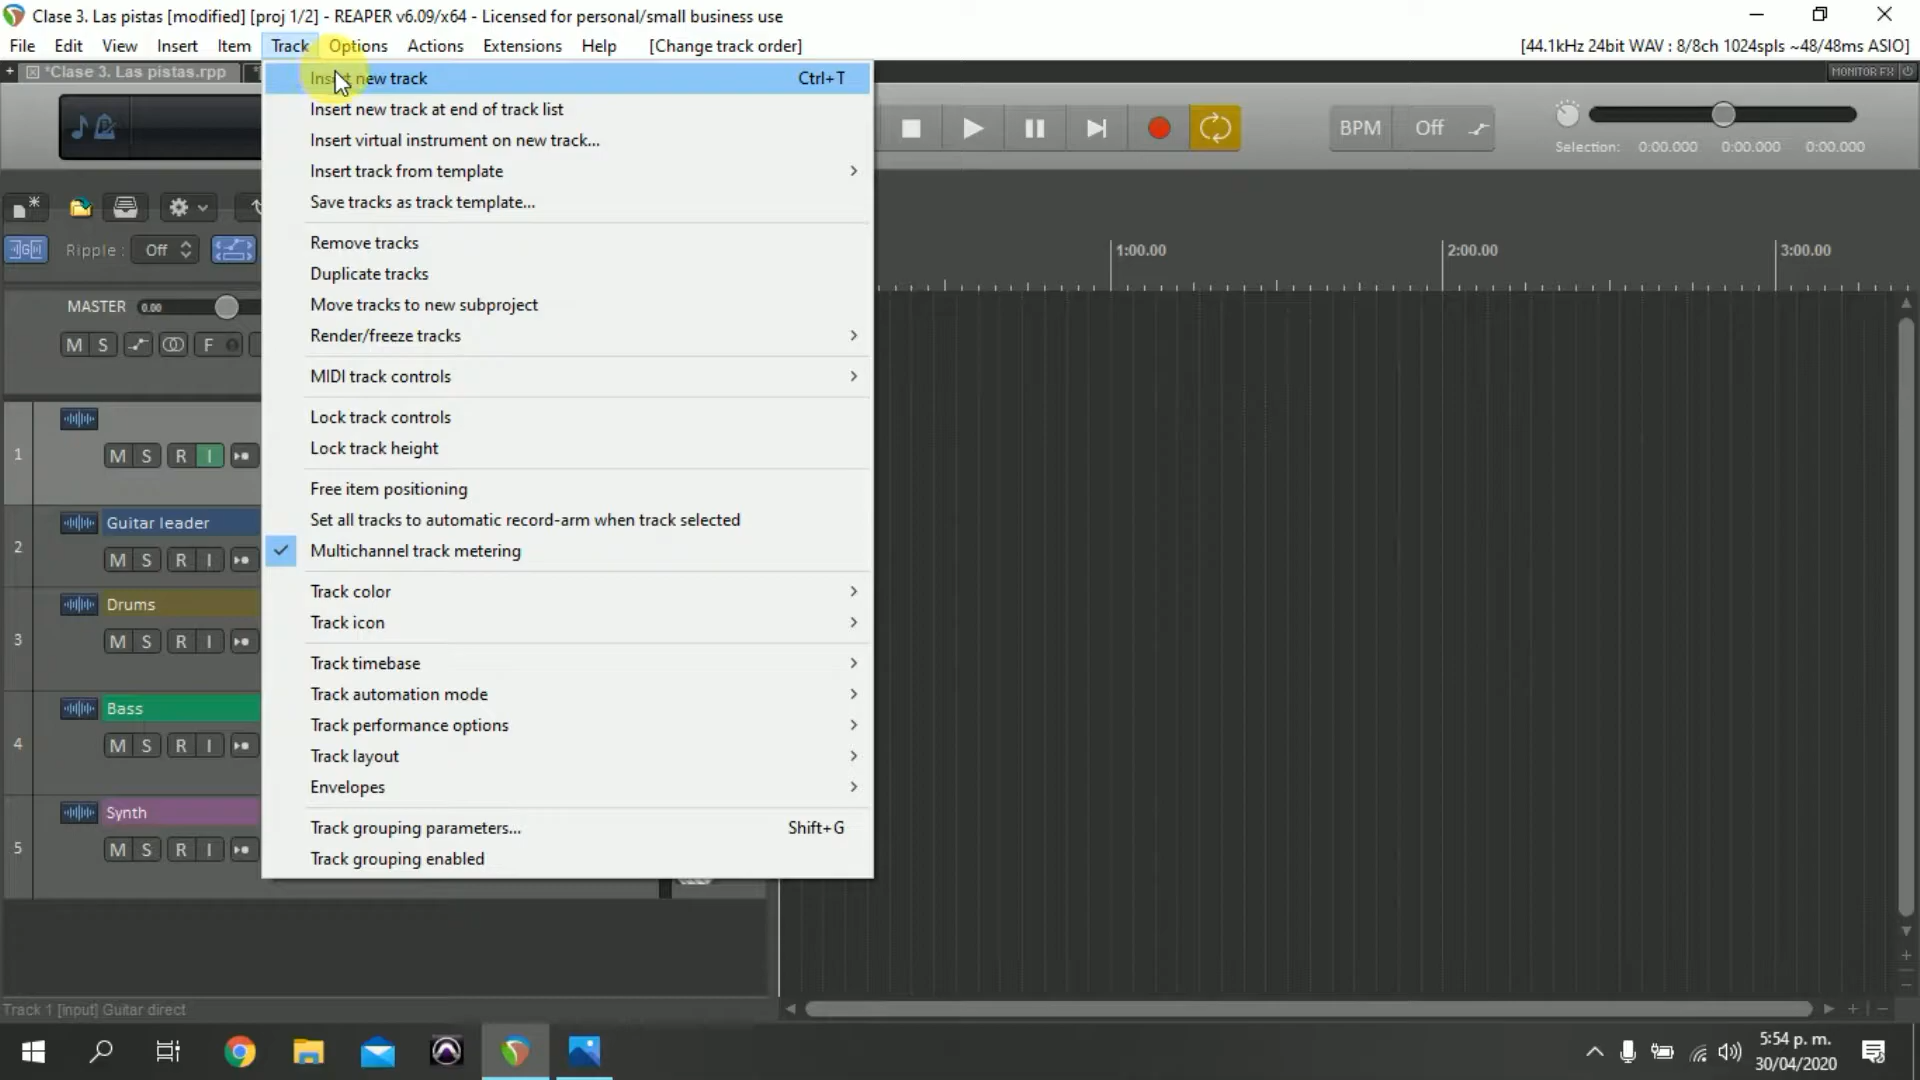 Clase 3. Las pistas [modified] [proj 1/2] - REAPER v6.09/x64 - Licensed for personal/small business use
File Edit View Insert Item Track Options Actions Extensions Help [Change track order] [44.1kHz 24bit WAV : 8/8ch 1024spls ~48/48ms ASIO]
*Clase 3. Las pistas.rpp MONITOR FX
Insert new track Ctrl+T
Insert new track at end of track list
Insert virtual instrument on new track...
Insert track from template
Save tracks as track template...
Remove tracks
Duplicate tracks
Move tracks to new subproject
Render/freeze tracks
MIDI track controls
Lock track controls
Lock track height
Free item positioning
Set all tracks to automatic record-arm when track selected
Multichannel track metering
Track color
Track icon
Track timebase
Track automation mode
Track performance options
Track layout
Envelopes
Track grouping parameters... Shift+G
Track grouping enabled
BPM Off
Selection: 0:00.000 0:00.000 0:00.000
Ripple : Off
1:00.00 2:00.00 3:00.00
MASTER 0.00
M S F
1 M S R I
Guitar leader
2 M S R I
Drums
3 M S R I
Bass
4 M S R I
Synth
5 M S R I
Track 1 [input] Guitar direct
5:54 p. m.
30/04/2020